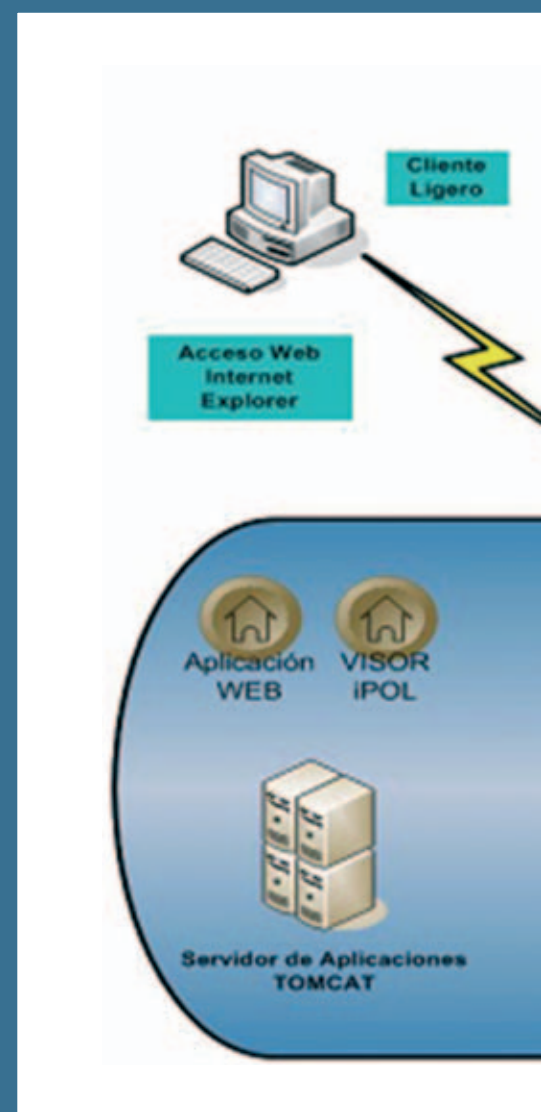 Cliente
Ligero
Acceso Web
Internet
Explorer
Aplicación
WEB
VISOR
iPOL
Servidor de Aplicaciones
TOMCAT